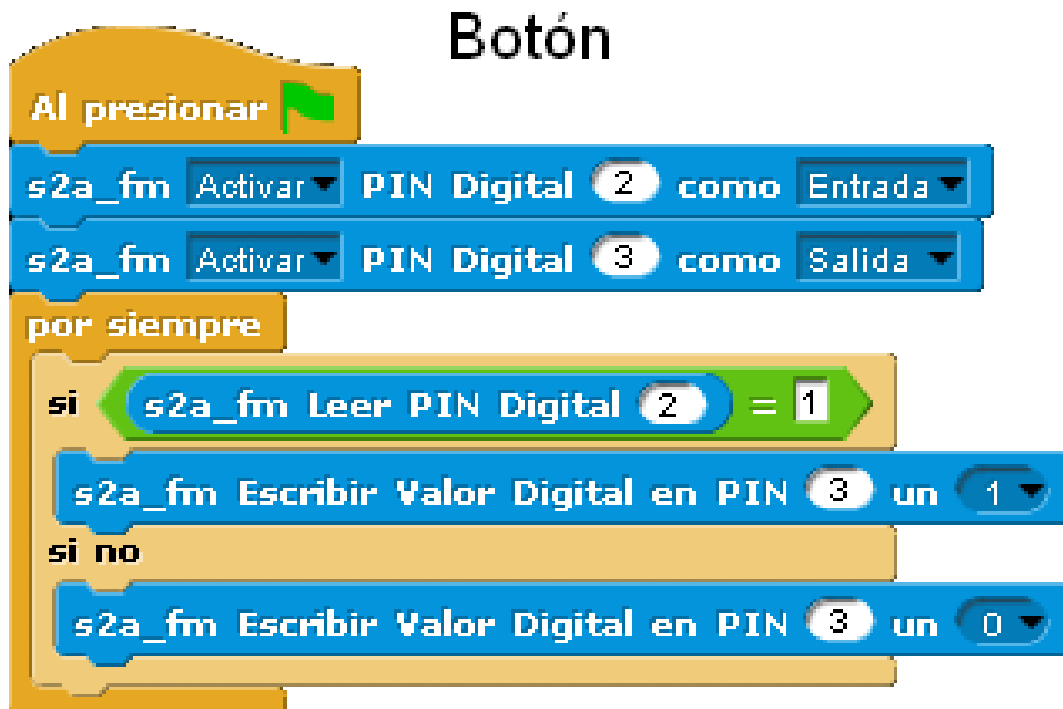 Botón
Al presionar
s2a_fm Activar PIN Digital 2 como Entrada
s2a_fm Activar PIN Digital 3 como Salida
por siempre
si s2a_fm Leer PIN Digital 2 = 1
s2a_fm Escribir Valor Digital en PIN 3 un 1
si no
s2a_fm Escribir Valor Digital en PIN 3 un 0